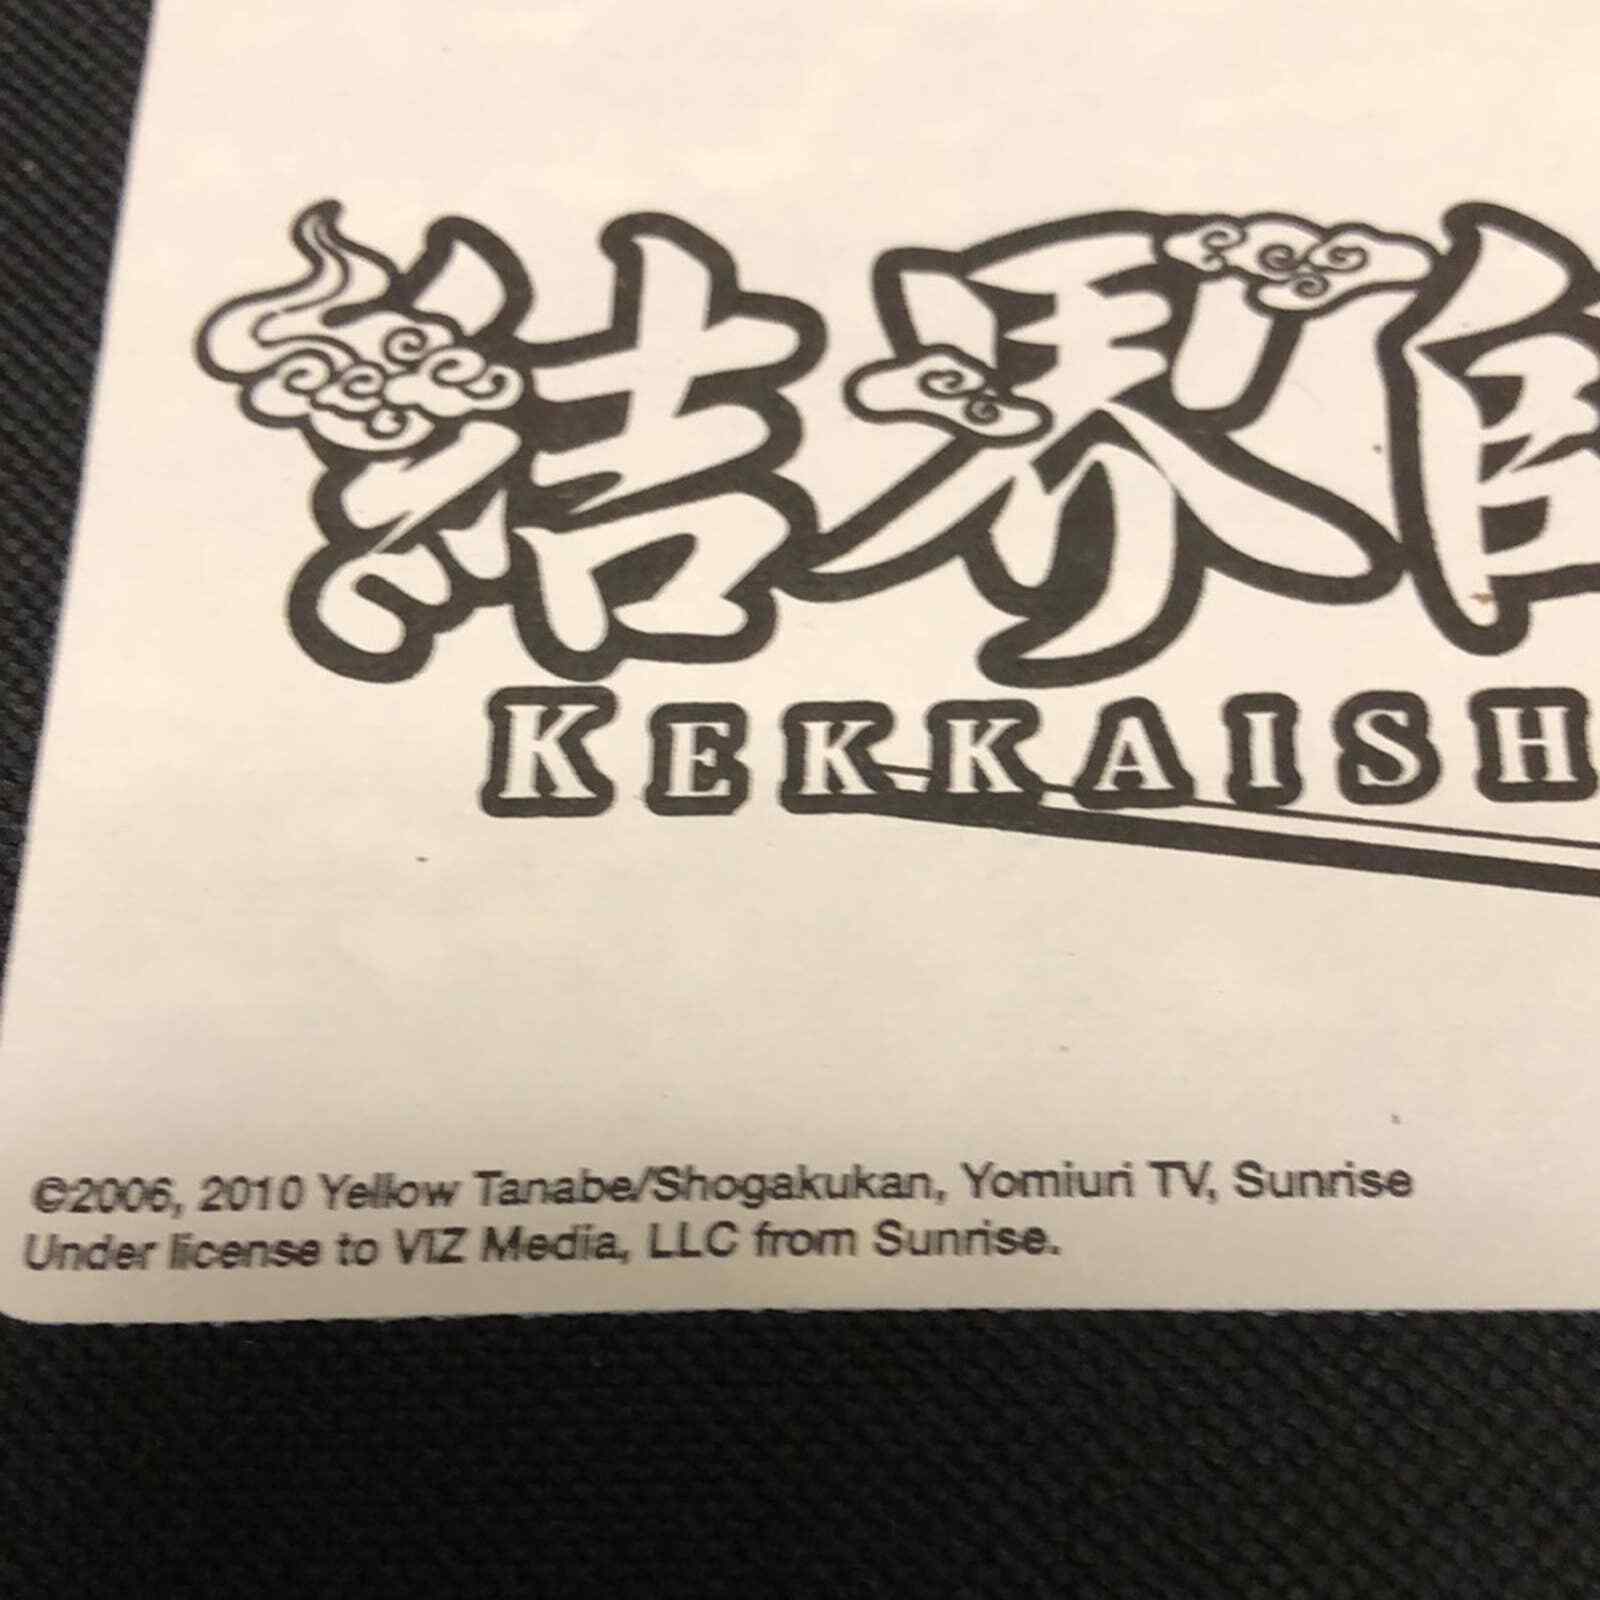 結界師
KEKKAISH
©2006, 2010 Yellow Tanabe/Shogakukan, Yomiuri TV, Sunrise
Under license to VIZ Media, LLC from Sunrise.